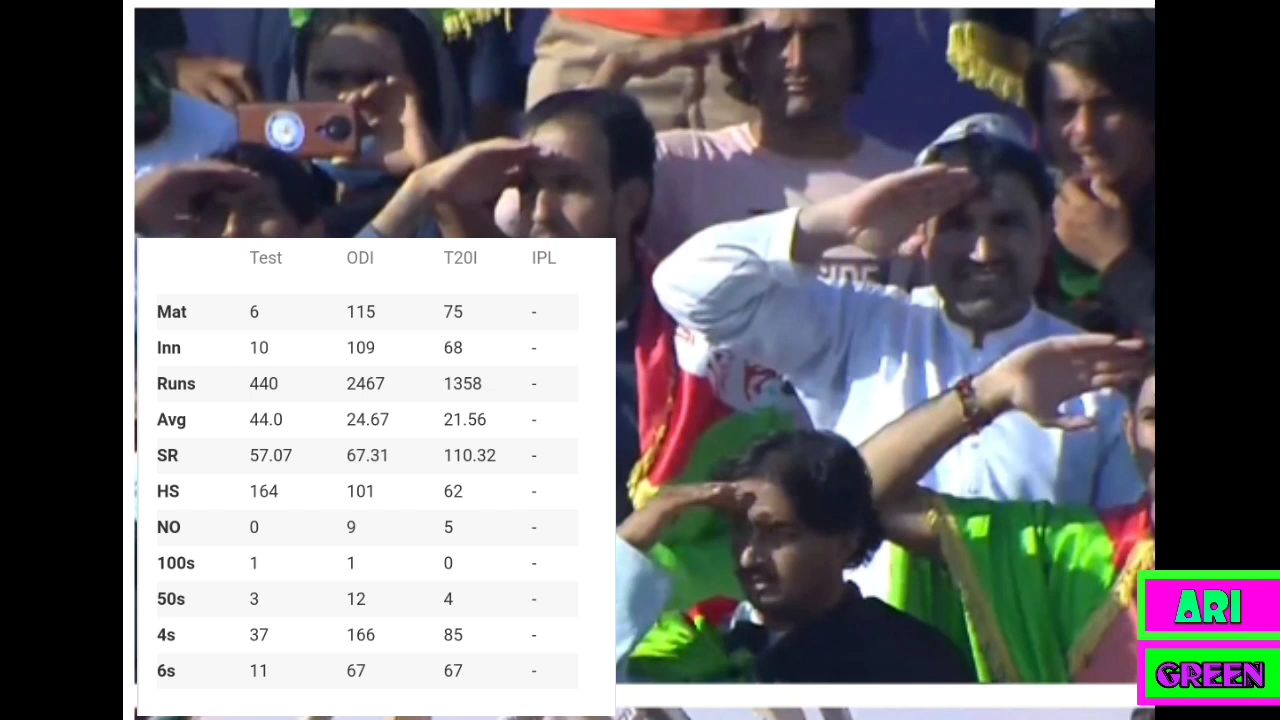 Test ODI T20I IPL
Mat 6 115 75 -
Inn 10 109 68 -
Runs 440 2467 1358 -
Avg 44.0 24.67 21.56 -
SR 57.07 67.31 110.32 -
HS 164 101 62 -
NO 0 9 5 -
100s 1 1 0 -
50s 3 12 4 -
4s 37 166 85 -
6s 11 67 67 -
ARI
GREEN